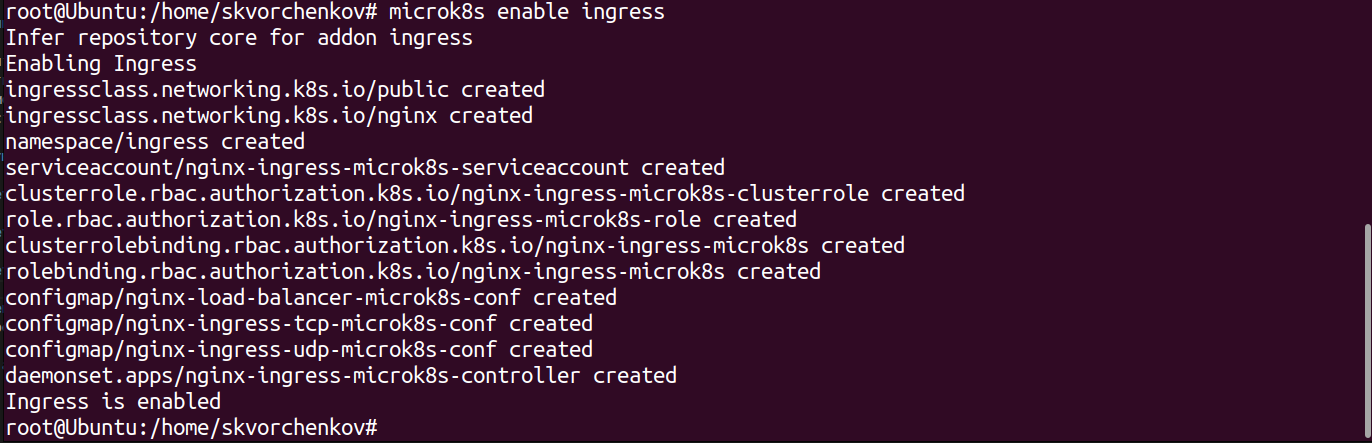 root@Ubuntu:/home/skvorchenkov# microk8s enable ingress
Infer repository core for addon ingress
Enabling Ingress
ingressclass.networking.k8s.io/public created
ingressclass.networking.k8s.io/nginx created
namespace/ingress created
serviceaccount/nginx-ingress-microk8s-serviceaccount created
clusterrole.rbac.authorization.k8s.io/nginx-ingress-microk8s-clusterrole created
role.rbac.authorization.k8s.io/nginx-ingress-microk8s-role created
clusterrolebinding.rbac.authorization.k8s.io/nginx-ingress-microk8s created
rolebinding.rbac.authorization.k8s.io/nginx-ingress-microk8s created
configmap/nginx-load-balancer-microk8s-conf created
configmap/nginx-ingress-tcp-microk8s-conf created
configmap/nginx-ingress-udp-microk8s-conf created
daemonset.apps/nginx-ingress-microk8s-controller created
Ingress is enabled
root@Ubuntu:/home/skvorchenkov#